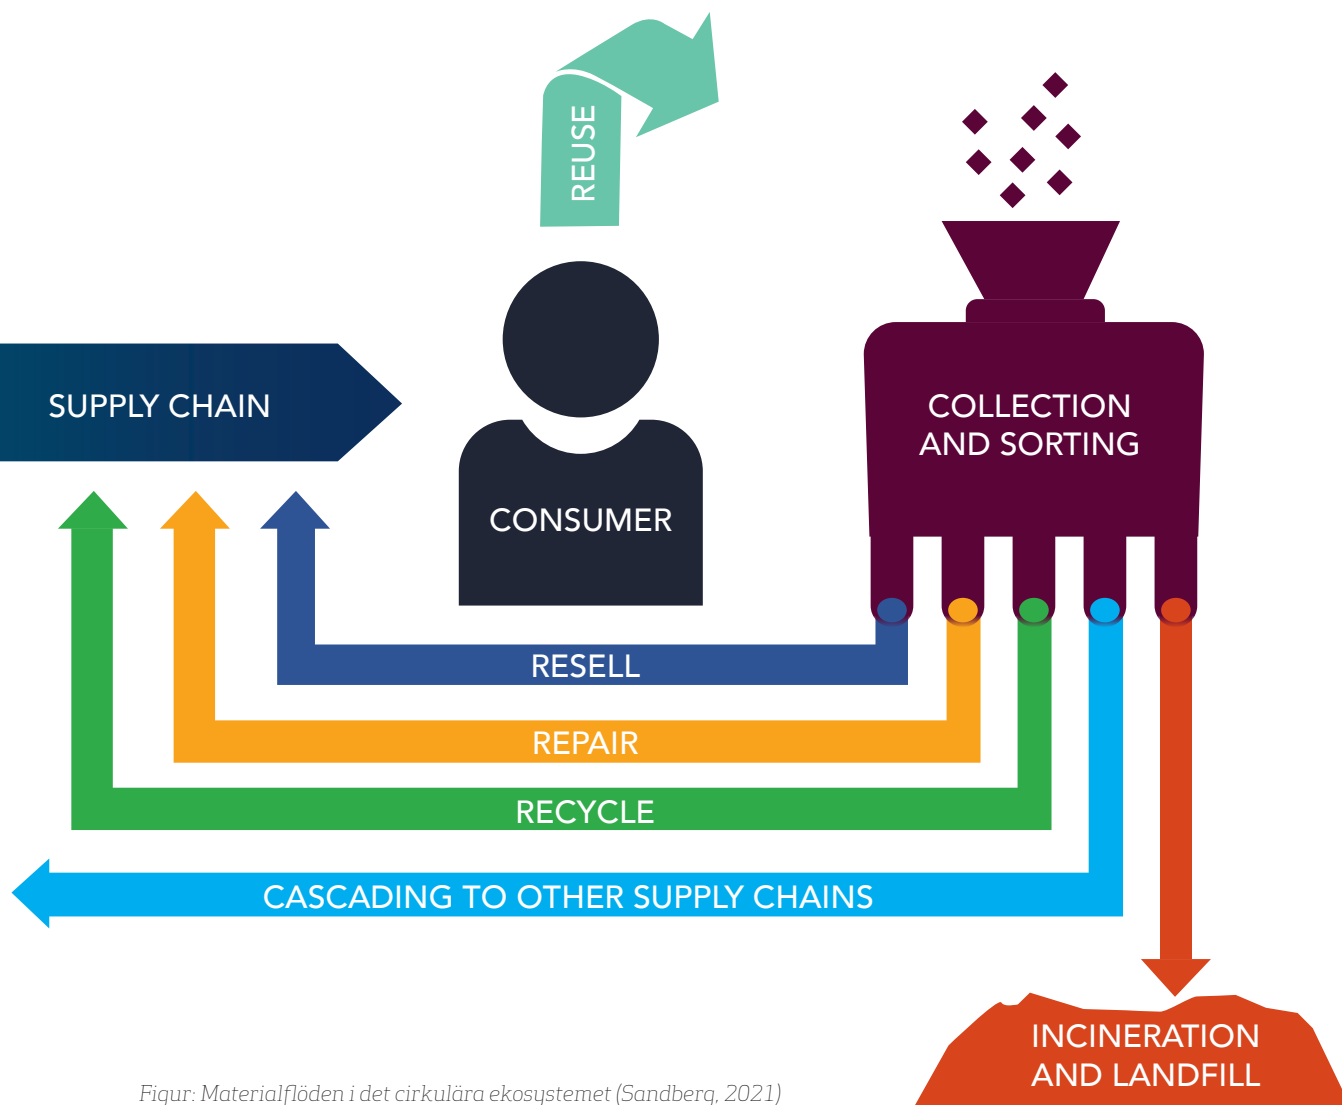 REUSE
SUPPLY CHAIN
CONSUMER
COLLECTION
AND SORTING
RESELL
REPAIR
RECYCLE
CASCADING TO OTHER SUPPLY CHAINS
INCINERATION
AND LANDFILL
Figur: Materialflöden i det cirkulära ekosystemet (Sandberg, 2021)